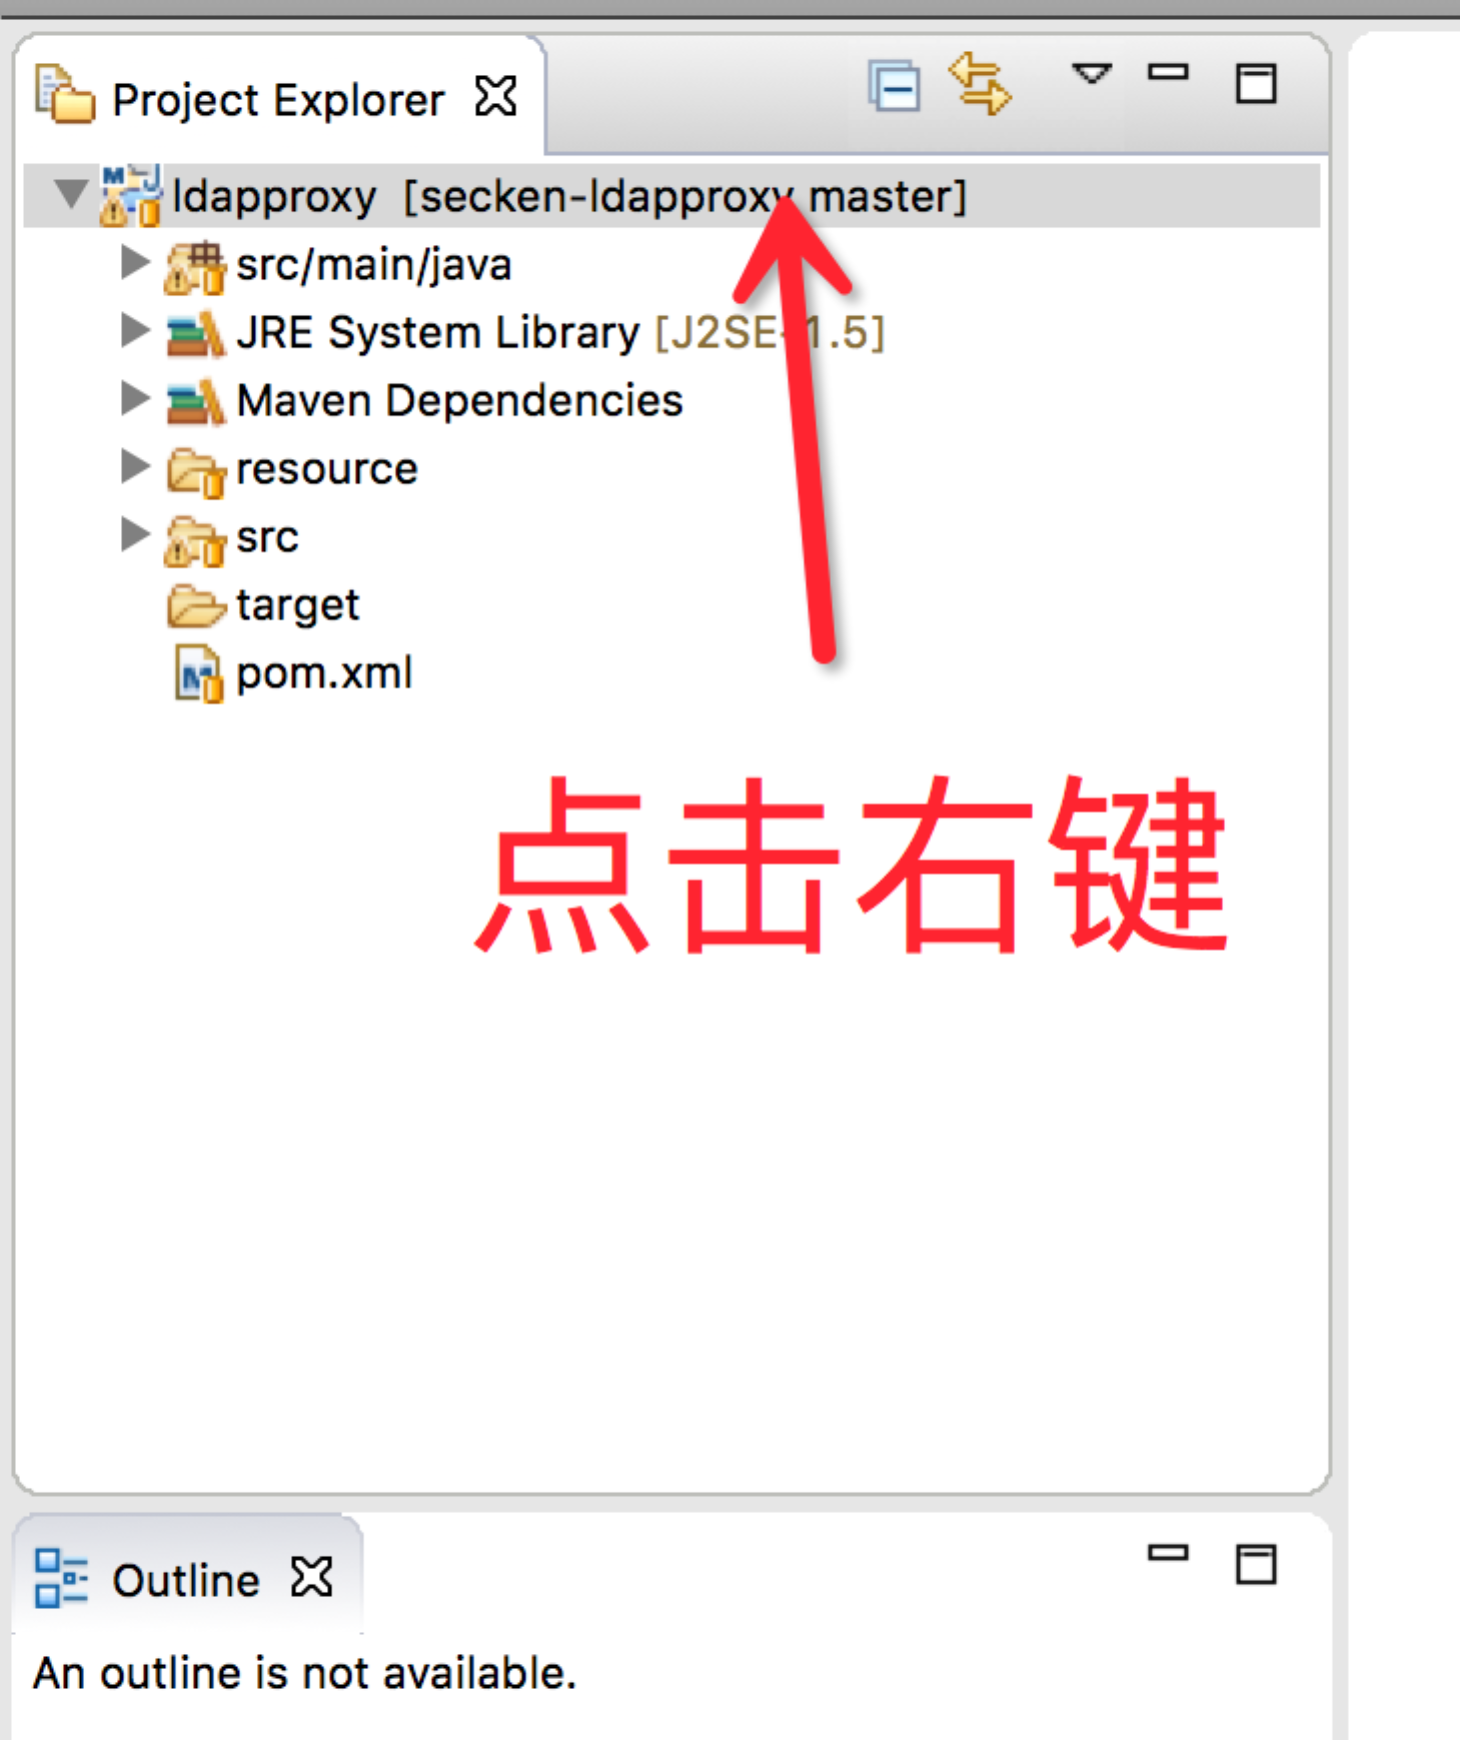 Project Explorer
ldapproxy [secken-ldapproxy master]
src/main/java
JRE System Library [J2SE-1.5]
Maven Dependencies
resource
src
target
pom.xml
点击右键
Outline
An outline is not available.